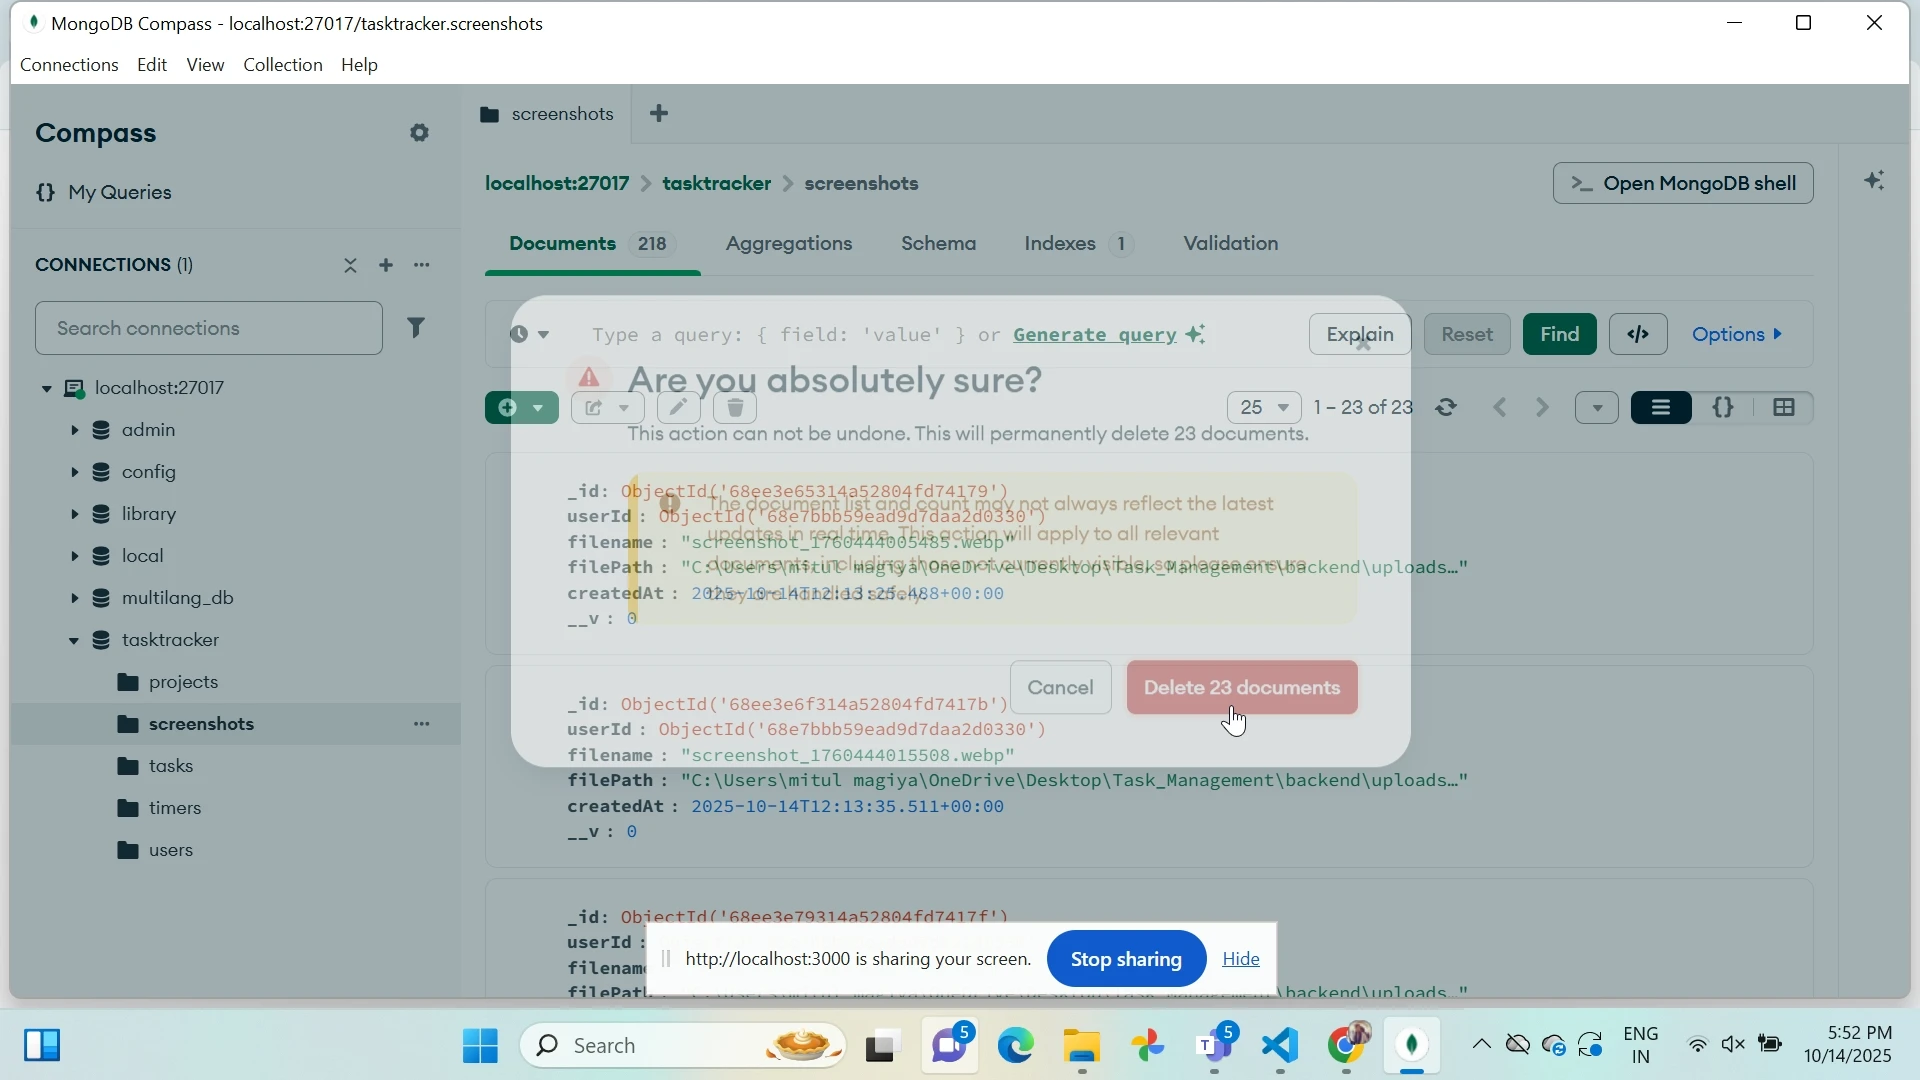 MongoDB Compass - localhost:27017/tasktracker.screenshots
Connections Edit View Collection Help
Compass
My Queries
CONNECTIONS (1)
Search connections
localhost:27017
admin
config
library
local
multilang_db
tasktracker
projects
screenshots
tasks
timers
users
screenshots
localhost:27017 > tasktracker > screenshots
>_ Open MongoDB shell
Documents 218 Aggregations Schema Indexes 1 Validation
Type a query: { field: 'value' } or Generate query
Explain Reset Find </> Options
25 1 – 23 of 23 {}
Are you absolutely sure?
This action can not be undone. This will permanently delete 23 documents.
The document list and count may not always reflect the latest
updates in real time. This action will apply to all relevant
documents, including those not currently visible, so please ensure
they are handled safely.
Cancel Delete 23 documents
_id: ObjectId('68ee3e65314a52804fd74179')
userId : ObjectId('68e7bbb59ead9d7daa2d0330')
filename : "screenshot_1760444005485.webp"
filePath : "C:\Users\mitul magiya\OneDrive\Desktop\Task_Management\backend\uploads…"
createdAt : 2025-10-14T12:13:25.488+00:00
__v : 0
_id: ObjectId('68ee3e6f314a52804fd7417b')
userId : ObjectId('68e7bbb59ead9d7daa2d0330')
filename : "screenshot_1760444015508.webp"
filePath : "C:\Users\mitul magiya\OneDrive\Desktop\Task_Management\backend\uploads…"
createdAt : 2025-10-14T12:13:35.511+00:00
__v : 0
_id: ObjectId('68ee3e79314a52804fd7417f')
userId :
http://localhost:3000 is sharing your screen. Stop sharing Hide
Search
5
5
ENG
IN
5:52 PM
10/14/2025